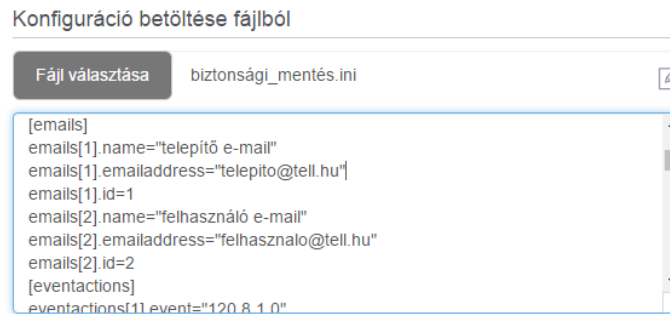 Konfiguráció betöltése fájlból
Fájl választása biztonsági_mentés.ini
[emails]
emails[1].name="telepítő e-mail"
emails[1].emailaddress="telepito@tell.hu"
emails[1].id=1
emails[2].name="felhasználó e-mail"
emails[2].emailaddress="felhasznalo@tell.hu"
emails[2].id=2
[eventactions]
eventactions[1].event="120.8.1.0"